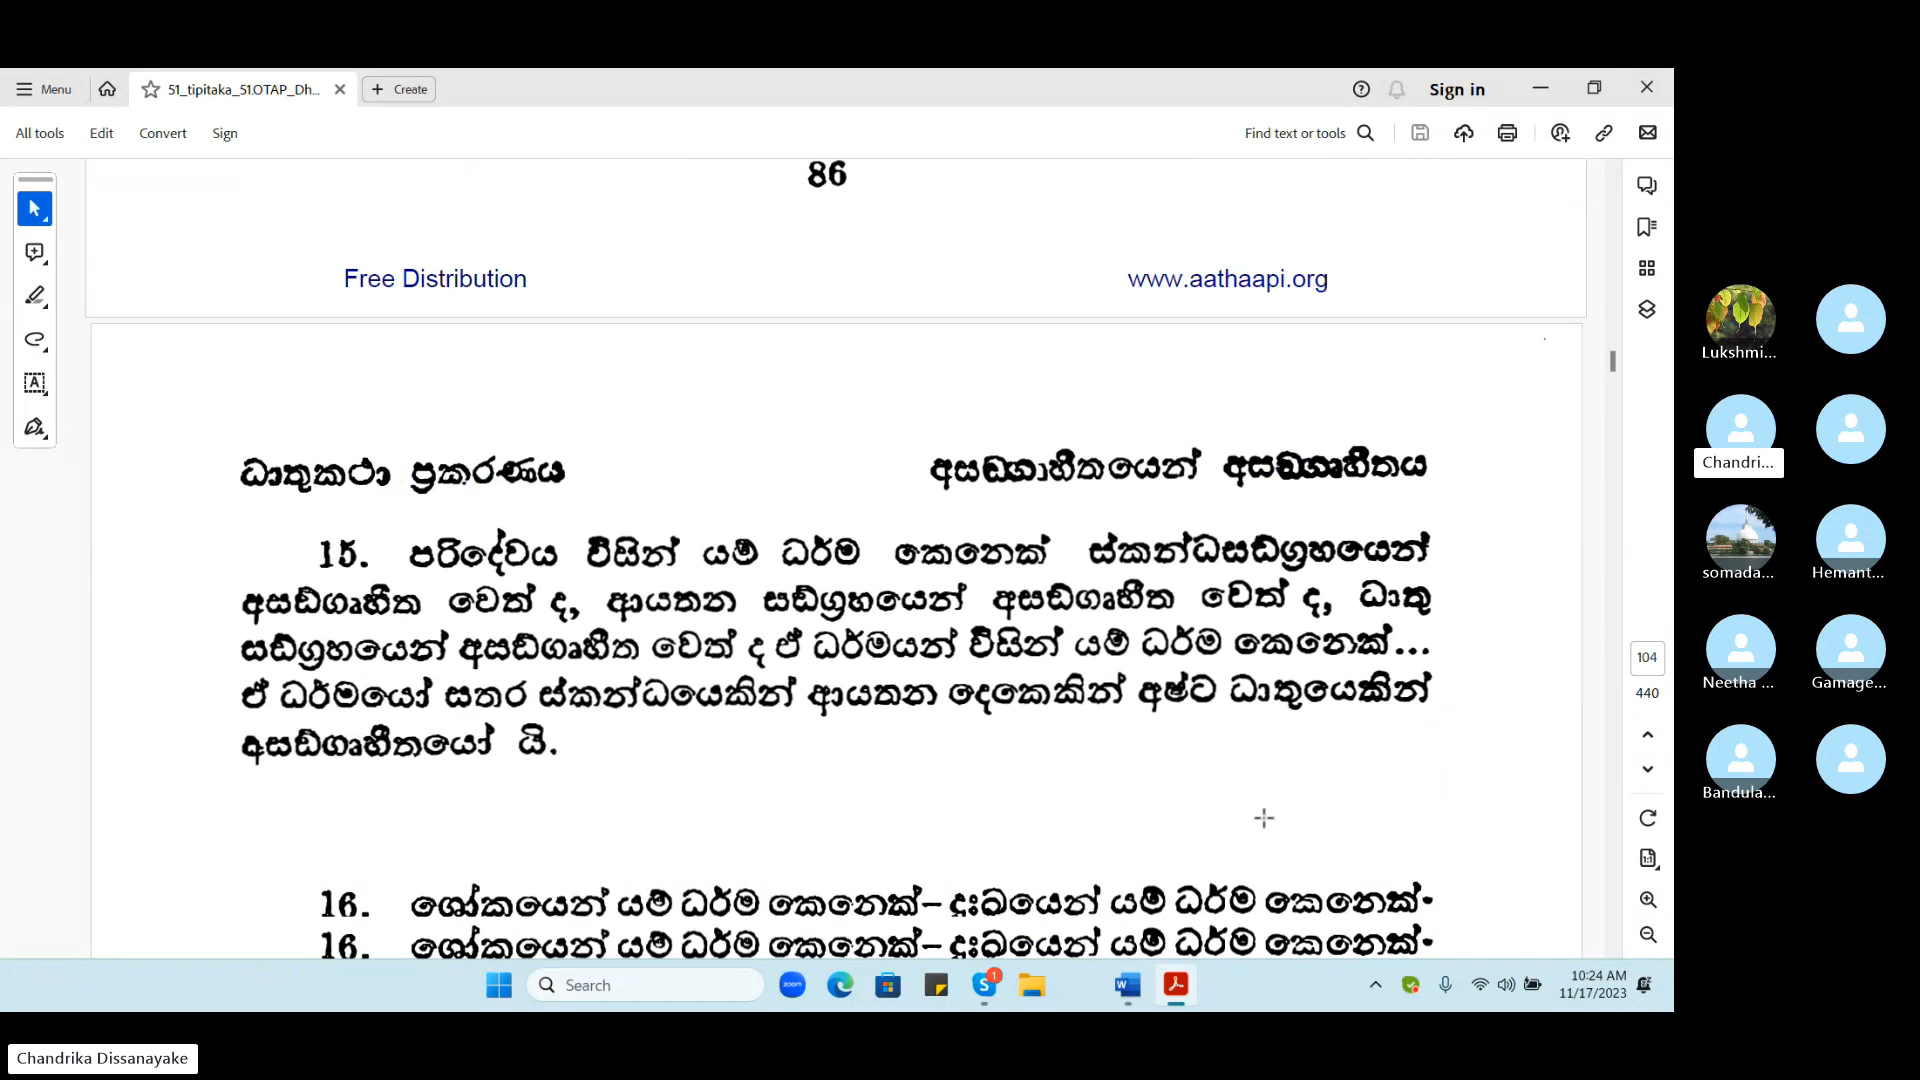 Menu
51_tipitaka_51.OTAP_Dh...
Create
Sign in
All tools
Edit
Convert
Sign
Find text or tools
86
Free Distribution
www.aathaapi.org
ධාතුකථා ප්‍රකරණය
අසඞ්ගෘහීතයෙන් අසඞ්ගෘහීතය
15. පරිදේවය විසින් යම් ධර්ම කෙනෙක් ස්කන්ධසඞ්ග්‍රහයෙන්
අසඞ්ගෘහීත වෙත් ද, ආයතන සඞ්ග්‍රහයෙන් අසඞ්ගෘහීත වෙත් ද, ධාතු
සඞ්ග්‍රහයෙන් අසඞ්ගෘහීත වෙත් ද ඒ ධර්මයන් විසින් යම් ධර්ම කෙනෙක්...
ඒ ධර්මයෝ සතර ස්කන්ධයෙකින් ආයතන දෙකෙකින් අෂ්ට ධාතුයෙකින්
අසඞ්ගෘහීතයෝ යි.
16. ශෝකයෙන් යම් ධර්ම කෙනෙක්– දුඃඛයෙන් යම් ධර්ම කෙනෙක්-
16. ශෝකයෙන් යම් ධර්ම කෙනෙක්– දුඃඛයෙන් යම් ධර්ම කෙනෙක්-
104
440
Lukshmi...
Chandri...
somada...
Hemant...
Neetha ...
Gamage...
Bandula...
Search
zoom
1
10:24 AM
11/17/2023
Chandrika Dissanayake